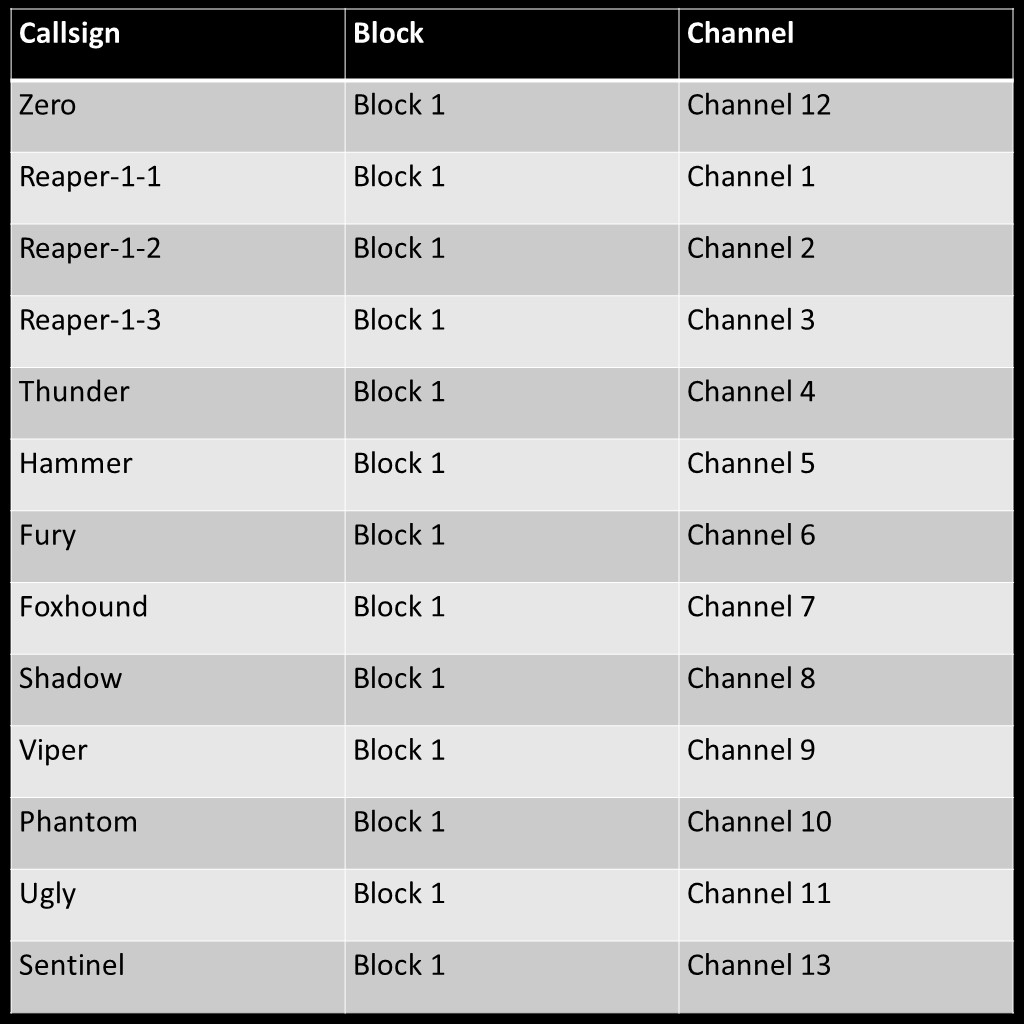 Callsign Block Channel
Zero Block 1 Channel 12
Reaper-1-1 Block 1 Channel 1
Reaper-1-2 Block 1 Channel 2
Reaper-1-3 Block 1 Channel 3
Thunder Block 1 Channel 4
Hammer Block 1 Channel 5
Fury Block 1 Channel 6
Foxhound Block 1 Channel 7
Shadow Block 1 Channel 8
Viper Block 1 Channel 9
Phantom Block 1 Channel 10
Ugly Block 1 Channel 11
Sentinel Block 1 Channel 13